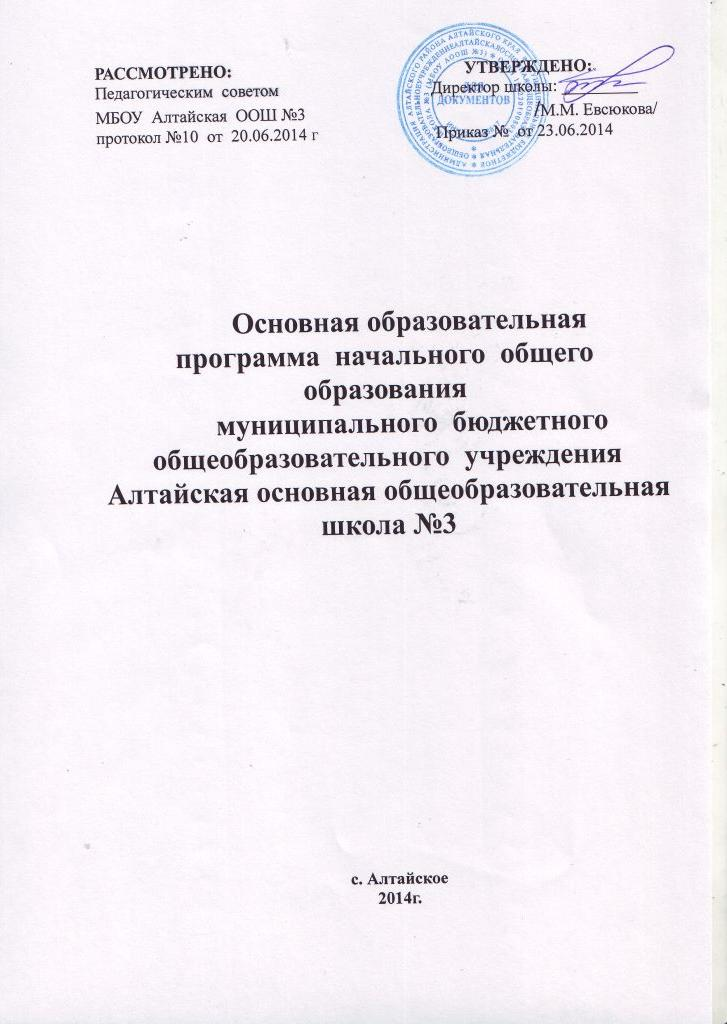 РАССМОТРЕНО:
Педагогическим советом
МБОУ Алтайская ООШ №3
протокол №10 от 20.06.2014 г
УТВЕРЖДЕНО:
Директор школы:
/М.М. Евсюкова/
Приказ № от 23.06.2014
ДЛЯ
ДОКУМЕНТОВ
Основная образовательная
программа начального общего
образования
муниципального бюджетного
общеобразовательного учреждения
Алтайская основная общеобразовательная
школа №3
с. Алтайское
2014г.